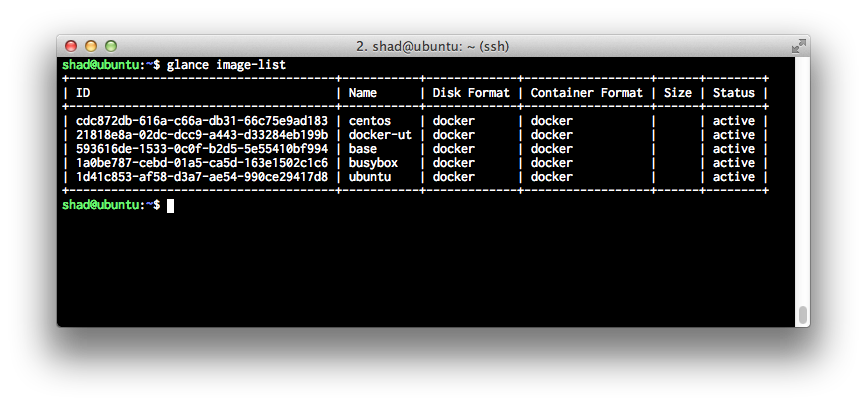 2. shad@ubuntu: ~ (ssh)
shad@ubuntu:~$ glance image-list
+--------------------------------------+-----------+-------------+------------------+------+--------+
| ID                                   | Name      | Disk Format | Container Format | Size | Status |
+--------------------------------------+-----------+-------------+------------------+------+--------+
| cdc872db-616a-c66a-db31-66c75e9ad183 | centos    | docker      | docker           |      | active |
| 21818e8a-02dc-dcc9-a443-d33284eb199b | docker-ut | docker      | docker           |      | active |
| 593616de-1533-0c0f-b2d5-5e55410bf994 | base      | docker      | docker           |      | active |
| 1a0be787-cebd-01a5-ca5d-163e1502c1c6 | busybox   | docker      | docker           |      | active |
| 1d41c853-af58-d3a7-ae54-990ce29417d8 | ubuntu    | docker      | docker           |      | active |
+--------------------------------------+-----------+-------------+------------------+------+--------+
shad@ubuntu:~$